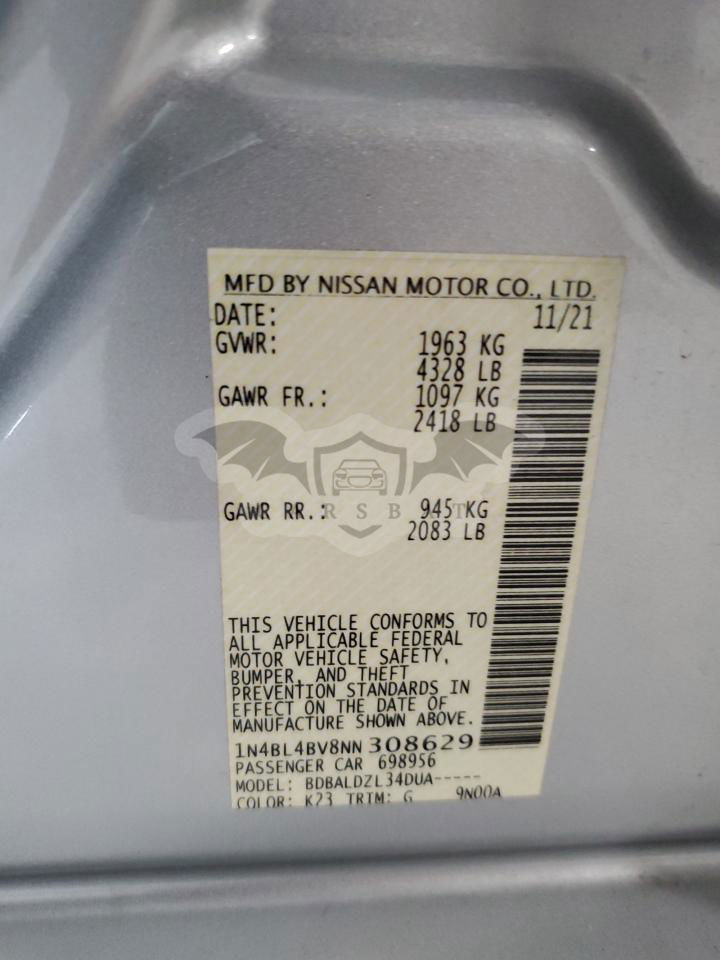 MFD BY NISSAN MOTOR CO., LTD.
DATE: 11/21
GVWR: 1963 KG
4328 LB
GAWR FR.: 1097 KG
2418 LB
GAWR RR.: 945 KG
2083 LB
RSBAT
THIS VEHICLE CONFORMS TO
ALL APPLICABLE FEDERAL
MOTOR VEHICLE SAFETY,
BUMPER, AND THEFT
PREVENTION STANDARDS IN
EFFECT ON THE DATE OF
MANUFACTURE SHOWN ABOVE.
1N4BL4BV8NN308629
PASSENGER CAR 698956
MODEL: BDBALDZL34DUA-----
COLOR: K23 TRIM: G 9N00A